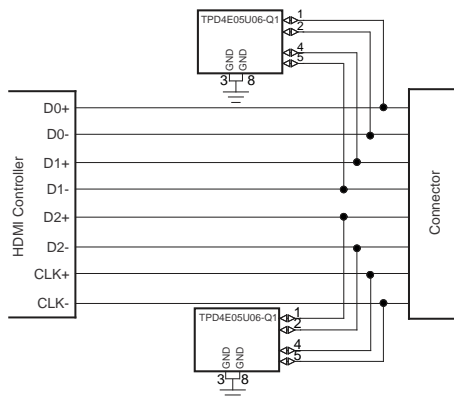 TPD4E05U06-Q1
1
2
4
5
GND
GND
3 8
HDMI Controller
D0+
D0-
D1+
D1-
D2+
D2-
CLK+
CLK-
Connector
TPD4E05U06-Q1
1
2
4
5
GND
GND
3 8